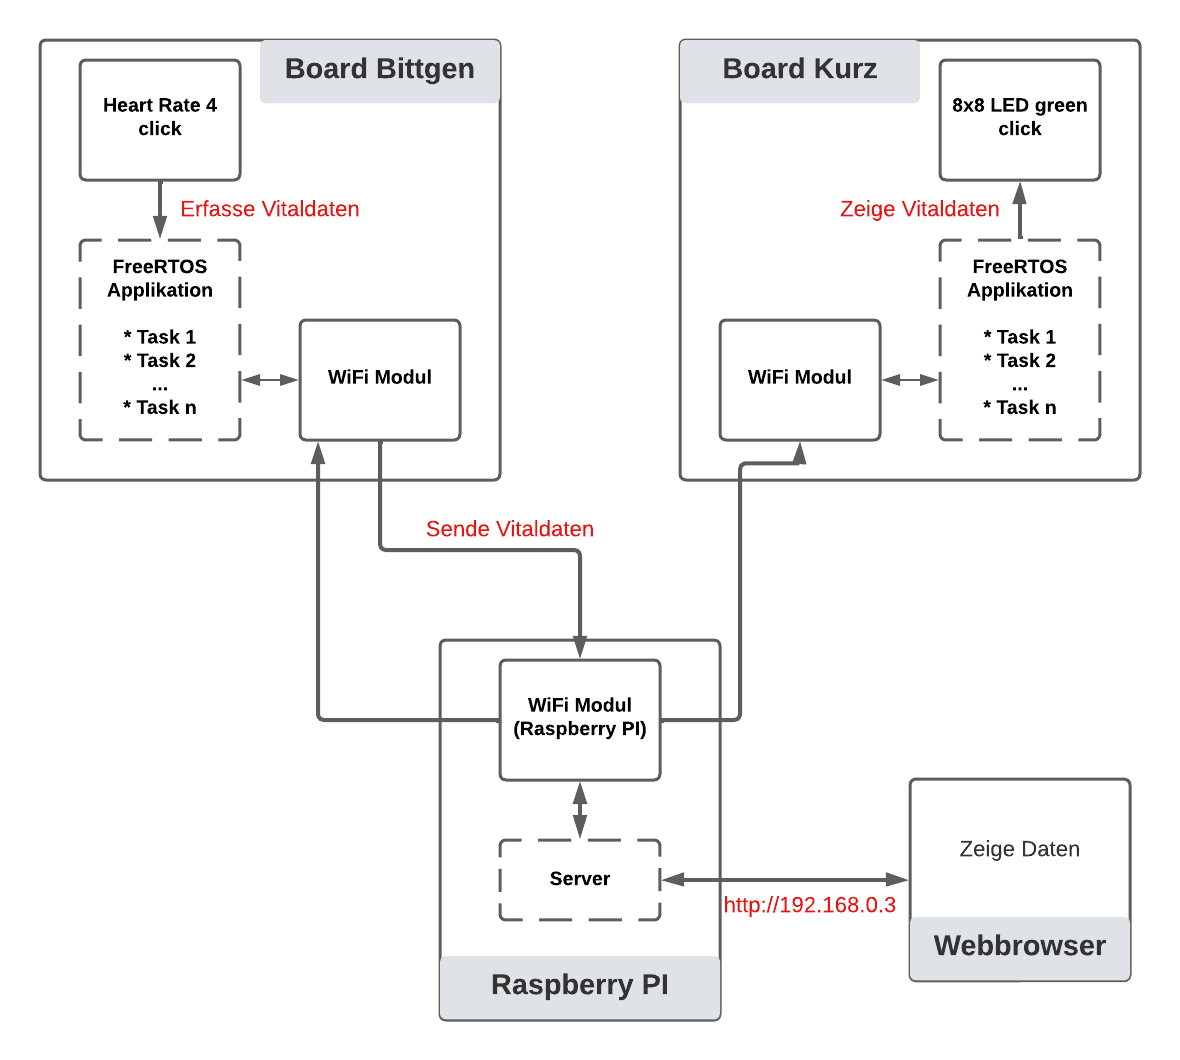 Board Bittgen
Heart Rate 4
click
Erfasse Vitaldaten
FreeRTOS
Applikation
* Task 1
* Task 2
...
* Task n
WiFi Modul
Board Kurz
8x8 LED green
click
Zeige Vitaldaten
FreeRTOS
Applikation
* Task 1
* Task 2
...
* Task n
WiFi Modul
Sende Vitaldaten
WiFi Modul
(Raspberry PI)
Server
Raspberry PI
http://192.168.0.3
Zeige Daten
Webbrowser